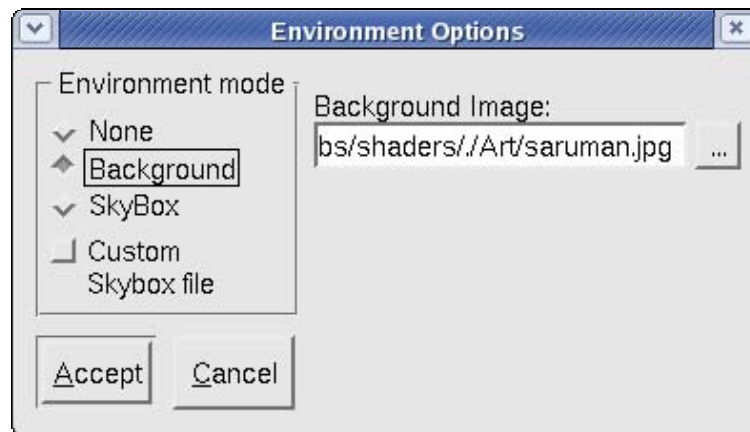 Environment Options
Environment mode
None
Background
SkyBox
Custom
Skybox file
Background Image:
bs/shaders/./Art/saruman.jpg
...
Accept
Cancel